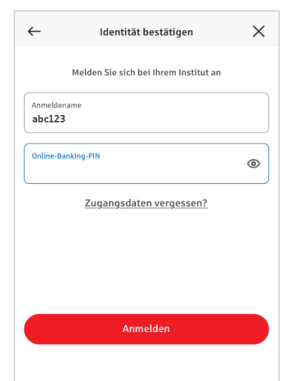 Identität bestätigen
Melden Sie sich bei Ihrem Institut an
Anmeldename
abc123
Online-Banking-PIN
Zugangsdaten vergessen?
Anmelden